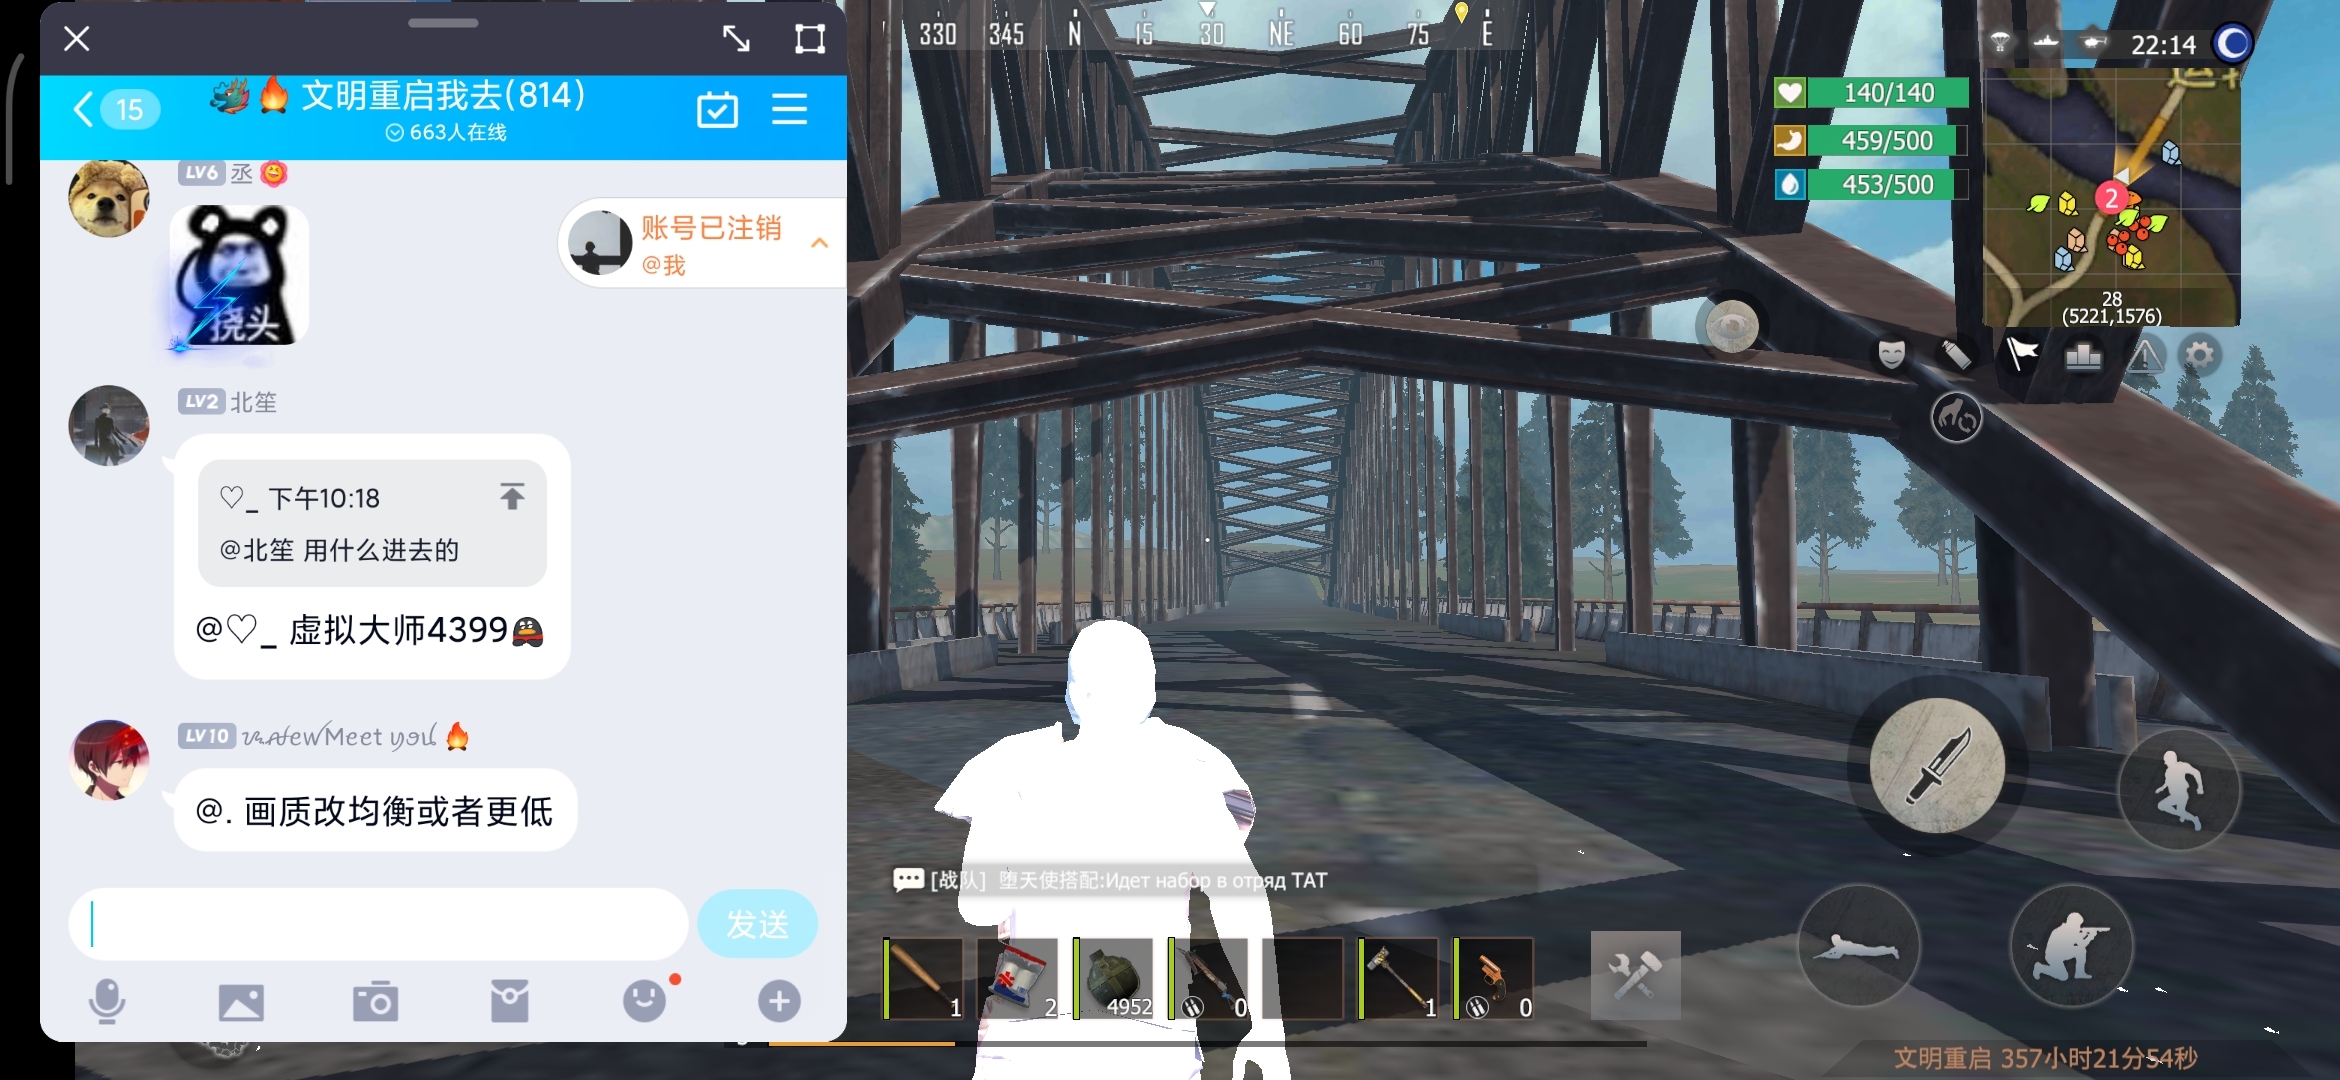 15
文明重启我去(814)
663人在线
LV6 丞
挠头
账号已注销
@我
LV2 北笙
♡_ 下午10:18
@北笙 用什么进去的
@♡_ 虚拟大师4399
LV10
@. 画质改均衡或者更低
发送
330 345 N 15 30 NE 60 75 E
22:14
140/140
459/500
453/500
2
28
(5221,1576)
[战队] 堕天使搭配:Идет набор в отряд ТАТ
1
2
4952
0
1
0
文明重启 357小时21分54秒